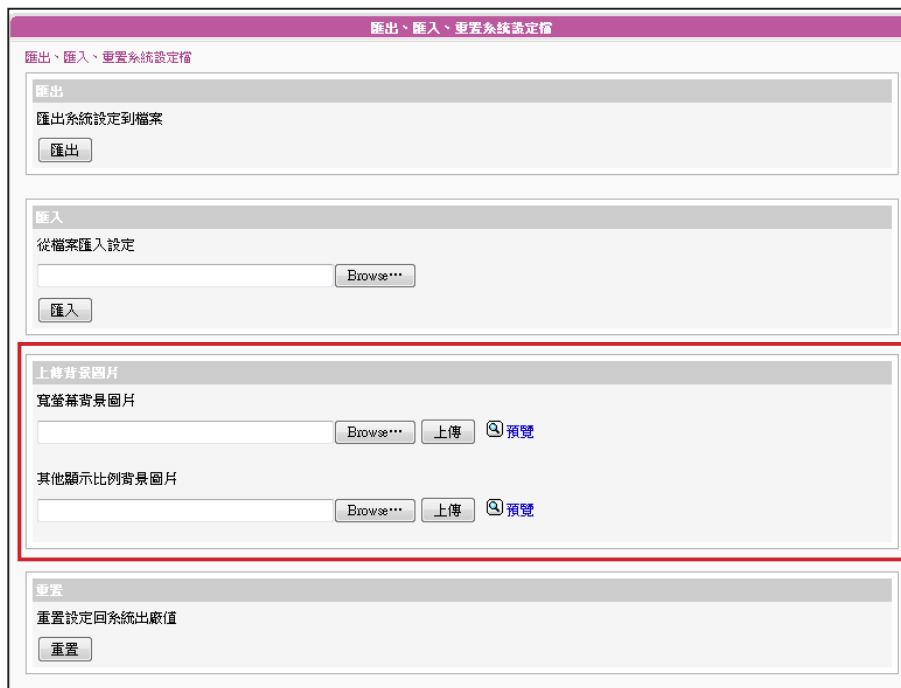 匯出、匯入、重置系統設定檔
匯出、匯入、重置系統設定檔
匯出
匯出系統設定到檔案
匯出
匯入
從檔案匯入設定
Browse…
匯入
上傳背景圖片
寬螢幕背景圖片
Browse… 上傳 預覽
其他顯示比例背景圖片
Browse… 上傳 預覽
重置
重置設定回系統出廠值
重置